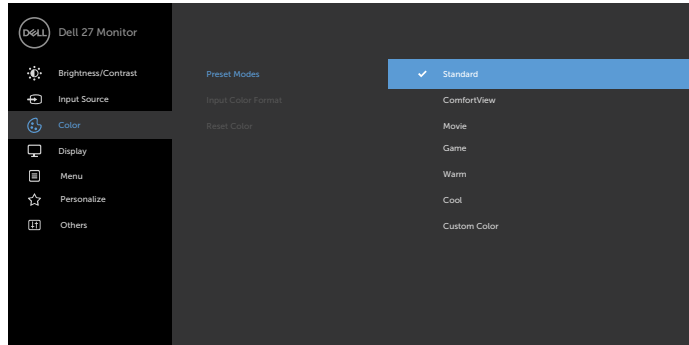 DELL Dell 27 Monitor
Brightness/Contrast Preset Modes Standard
Input Source Input Color Format ComfortView
Color Reset Color Movie
Display Game
Menu Warm
Personalize Cool
Others Custom Color